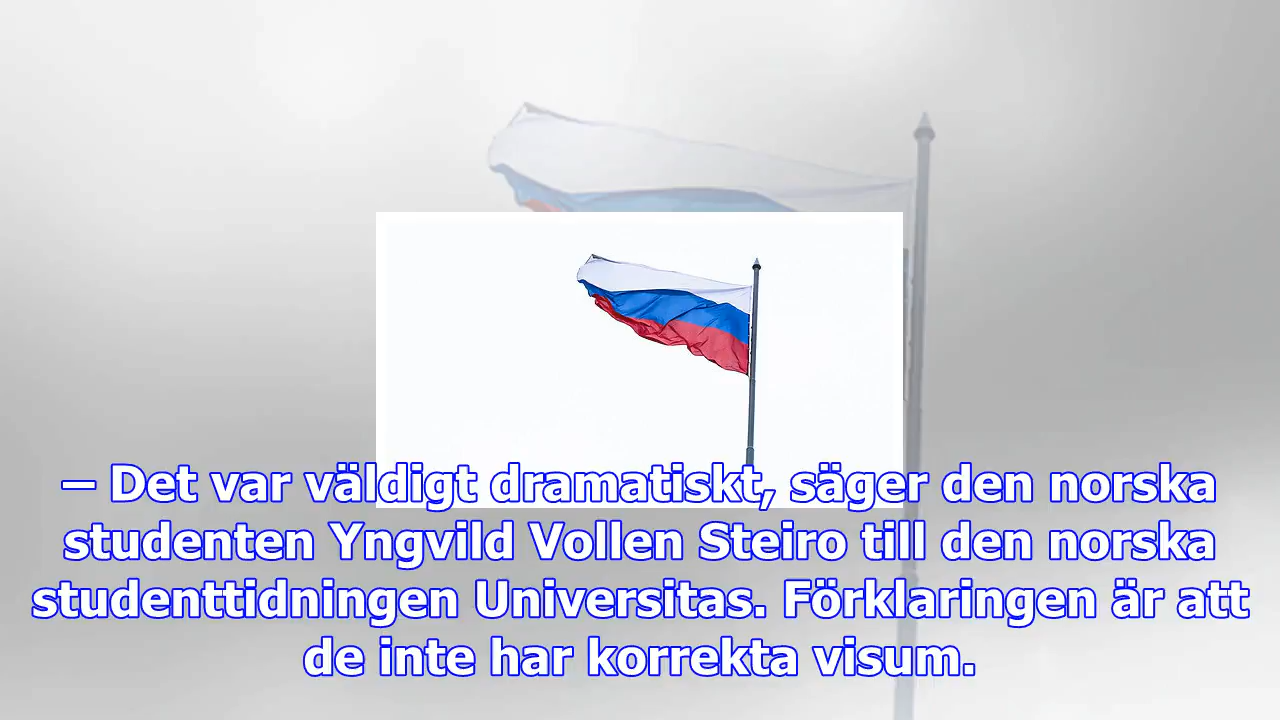 – Det var väldigt dramatiskt, säger den norska
studenten Yngvild Vollen Steiro till den norska
studenttidningen Universitas. Förklaringen är att
de inte har korrekta visum.